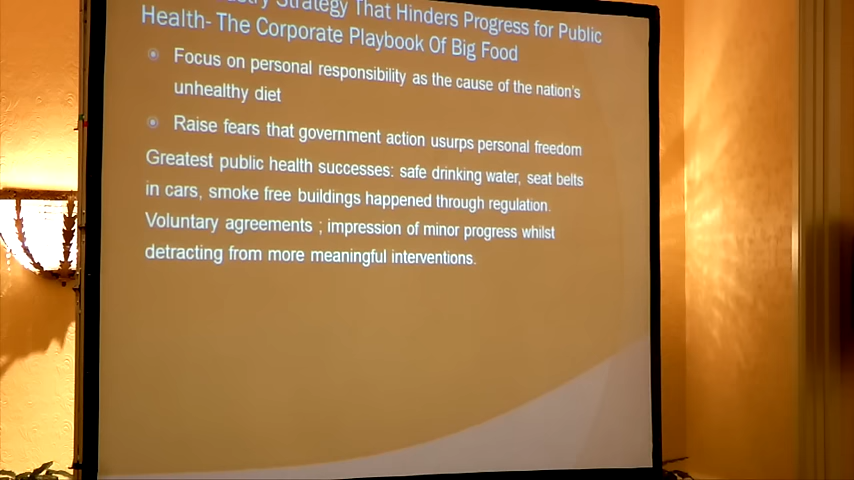 Strategy That Hinders Progress for Public
Health- The Corporate Playbook Of Big Food
Focus on personal responsibility as the cause of the nation's
unhealthy diet
Raise fears that government action usurps personal freedom
Greatest public health successes: safe drinking water, seat belts
in cars, smoke free buildings happened through regulation.
Voluntary agreements ; impression of minor progress whilst
detracting from more meaningful interventions.